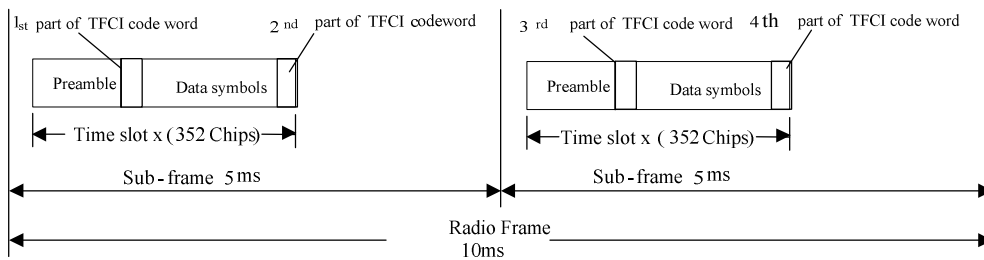 1st part of TFCI code word 2nd part of TFCI codeword 3rd part of TFCI code word 4th part of TFCI code word
Preamble Data symbols Preamble Data symbols
Time slot x (352 Chips) Time slot x (352 Chips)
Sub-frame 5ms Sub-frame 5ms
Radio Frame
10ms